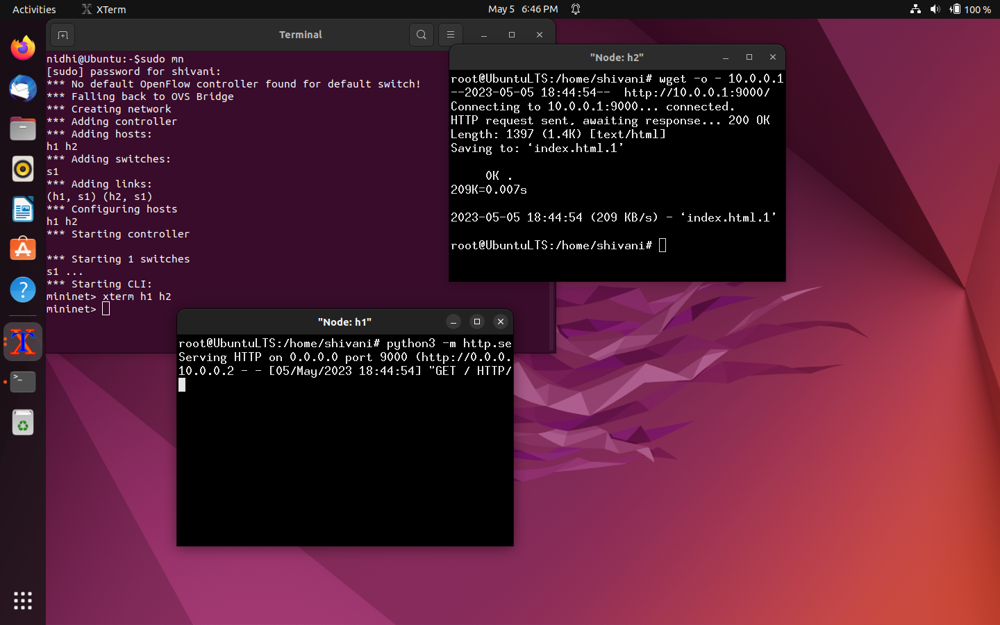 Activities
XTerm
May 5 6:46 PM
100 %
Terminal
nidhi@Ubuntu:-$sudo mn
[sudo] password for shivani:
*** No default OpenFlow controller found for default switch!
*** Falling back to OVS Bridge
*** Creating network
*** Adding controller
*** Adding hosts:
h1 h2
*** Adding switches:
s1
*** Adding links:
(h1, s1) (h2, s1)
*** Configuring hosts
h1 h2
*** Starting controller
*** Starting 1 switches
s1 ...
*** Starting CLI:
mininet> xterm h1 h2
mininet>
"Node: h2"
root@UbuntuLTS:/home/shivani# wget -o - 10.0.0.1
--2023-05-05 18:44:54-- http://10.0.0.1:9000/
Connecting to 10.0.0.1:9000... connected.
HTTP request sent, awaiting response... 200 OK
Length: 1397 (1.4K) [text/html]
Saving to: ‘index.html.1’
0K .
209K=0.007s
2023-05-05 18:44:54 (209 KB/s) - ‘index.html.1’
root@UbuntuLTS:/home/shivani#
"Node: h1"
root@UbuntuLTS:/home/shivani# python3 -m http.se
Serving HTTP on 0.0.0.0 port 9000 (http://0.0.0.
10.0.0.2 - - [05/May/2023 18:44:54] "GET / HTTP/